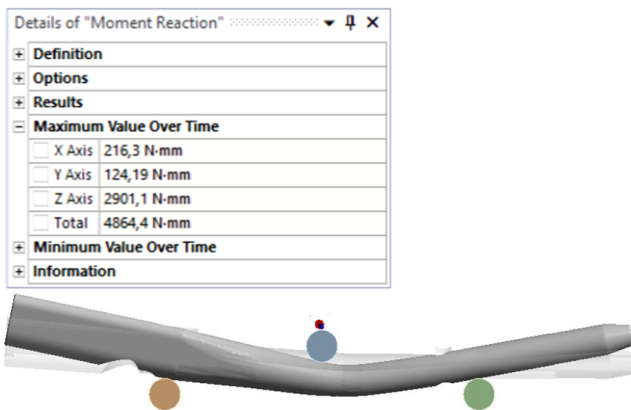 Details of "Moment Reaction"
Definition
Options
Results
Maximum Value Over Time
X Axis 216,3 N·mm
Y Axis 124,19 N·mm
Z Axis 2901,1 N·mm
Total 4864,4 N·mm
Minimum Value Over Time
Information